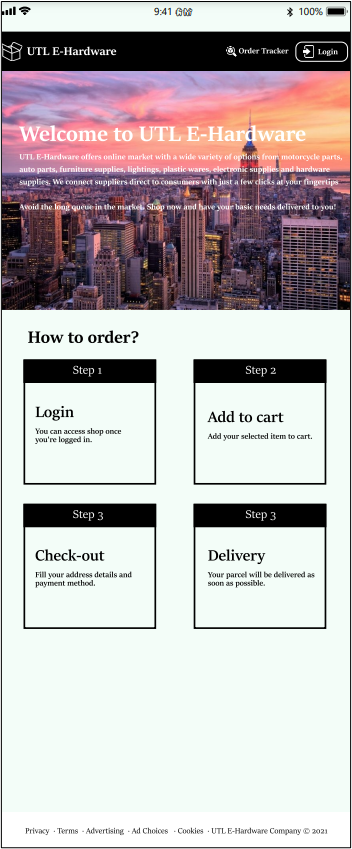 9:41
100%
UTL E-Hardware
Order Tracker
Login
Welcome to UTL E-Hardware
UTL E-Hardware offers online market with a wide variety of options from motorcycle parts,
auto parts, furniture supplies, lightings, plastic wares, electronic supplies and hardware
supplies. We connect suppliers direct to consumers with just a few clicks at your fingertips
Avoid the long queue in the market. Shop now and have your basic needs delivered to you!
How to order?
Step 1
Login
You can access shop once
you're logged in.
Step 2
Add to cart
Add your selected item to cart.
Step 3
Check-out
Fill your address details and
payment method.
Step 3
Delivery
Your parcel will be delivered as
soon as possible.
Privacy · Terms · Advertising · Ad Choices · Cookies · UTL E-Hardware Company © 2021